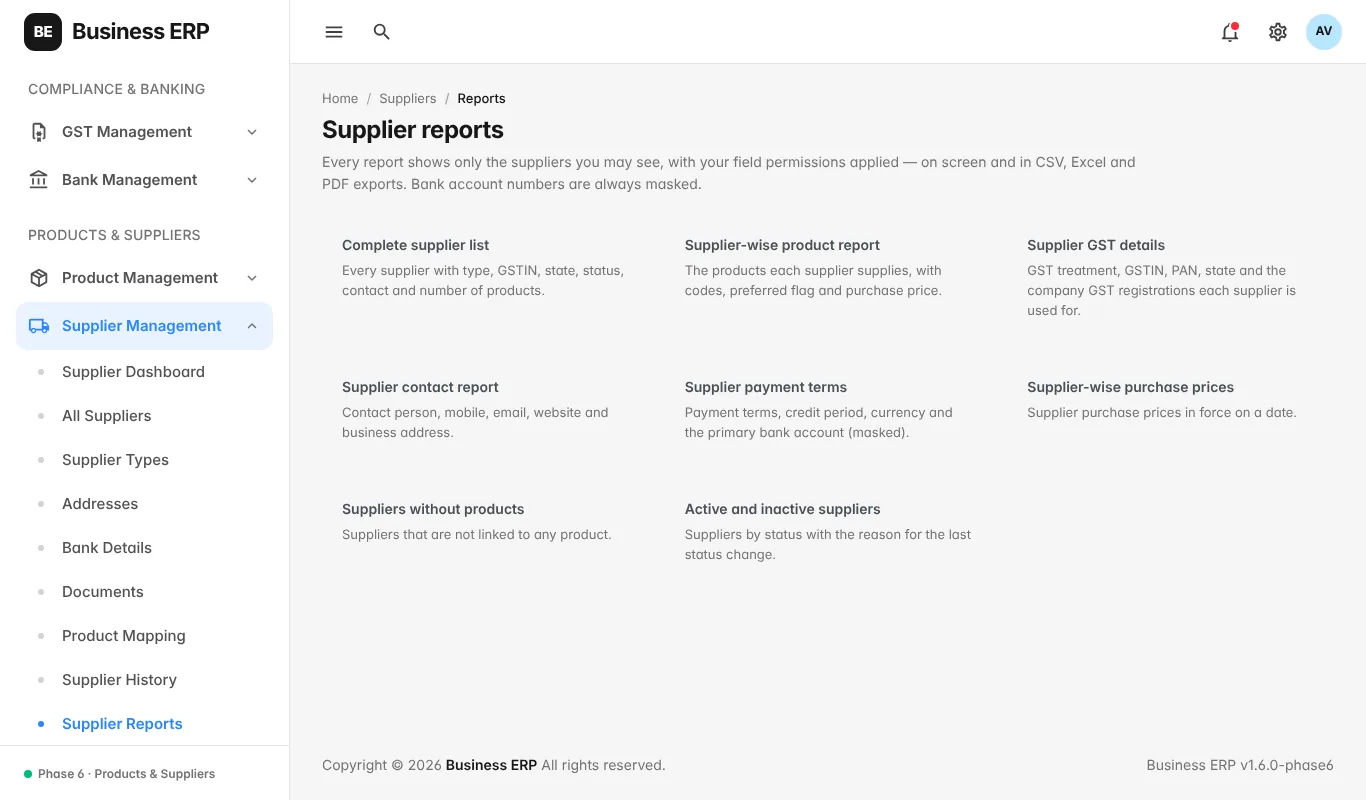 BE Business ERP
COMPLIANCE & BANKING
GST Management
Bank Management
PRODUCTS & SUPPLIERS
Product Management
Supplier Management
Supplier Dashboard
All Suppliers
Supplier Types
Addresses
Bank Details
Documents
Product Mapping
Supplier History
Supplier Reports
Phase 6 · Products & Suppliers
AV
Home / Suppliers / Reports
Supplier reports
Every report shows only the suppliers you may see, with your field permissions applied — on screen and in CSV, Excel and
PDF exports. Bank account numbers are always masked.
Complete supplier list
Every supplier with type, GSTIN, state, status,
contact and number of products.
Supplier-wise product report
The products each supplier supplies, with
codes, preferred flag and purchase price.
Supplier GST details
GST treatment, GSTIN, PAN, state and the
company GST registrations each supplier is
used for.
Supplier contact report
Contact person, mobile, email, website and
business address.
Supplier payment terms
Payment terms, credit period, currency and
the primary bank account (masked).
Supplier-wise purchase prices
Supplier purchase prices in force on a date.
Suppliers without products
Suppliers that are not linked to any product.
Active and inactive suppliers
Suppliers by status with the reason for the last
status change.
Copyright © 2026 Business ERP All rights reserved.
Business ERP v1.6.0-phase6